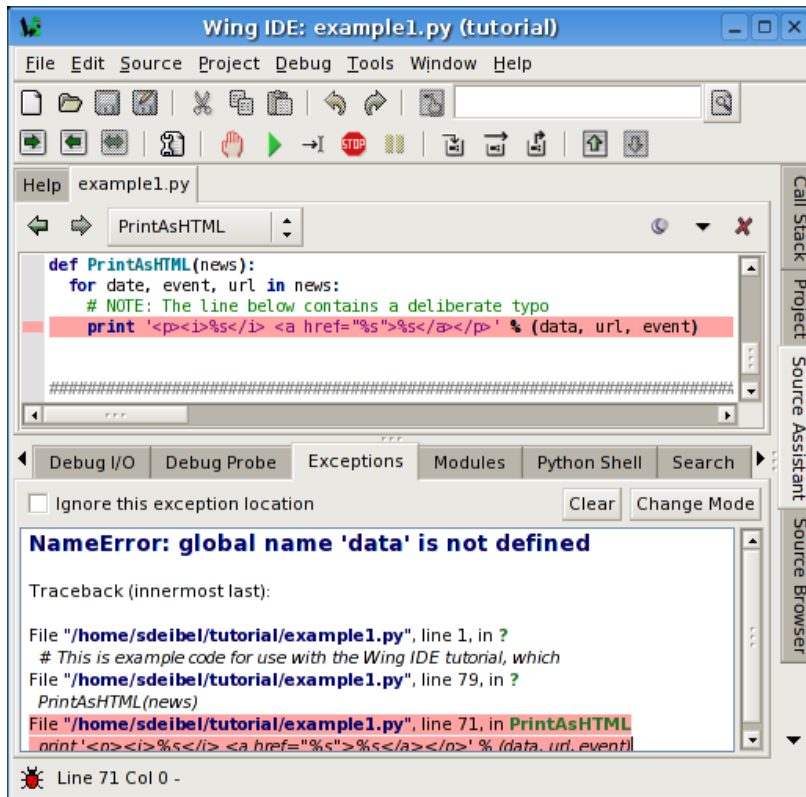 Wing IDE: example1.py (tutorial)
File Edit Source Project Debug Tools Window Help
STOP
Help example1.py
PrintAsHTML
def PrintAsHTML(news):
for date, event, url in news:
# NOTE: The line below contains a deliberate typo
print '<p><i>%s</i> <a href="%s">%s</a></p>' % (data, url, event)
########################################################################
Call Stack
Project
Source Assistant
Source Browser
Debug I/O Debug Probe Exceptions Modules Python Shell Search
Ignore this exception location Clear Change Mode
NameError: global name 'data' is not defined
Traceback (innermost last):
File "/home/sdeibel/tutorial/example1.py", line 1, in ?
# This is example code for use with the Wing IDE tutorial, which
File "/home/sdeibel/tutorial/example1.py", line 79, in ?
PrintAsHTML(news)
File "/home/sdeibel/tutorial/example1.py", line 71, in PrintAsHTML
print '<p><i>%s</i> <a href="%s">%s</a></p>' % (data, url, event)
Line 71 Col 0 -